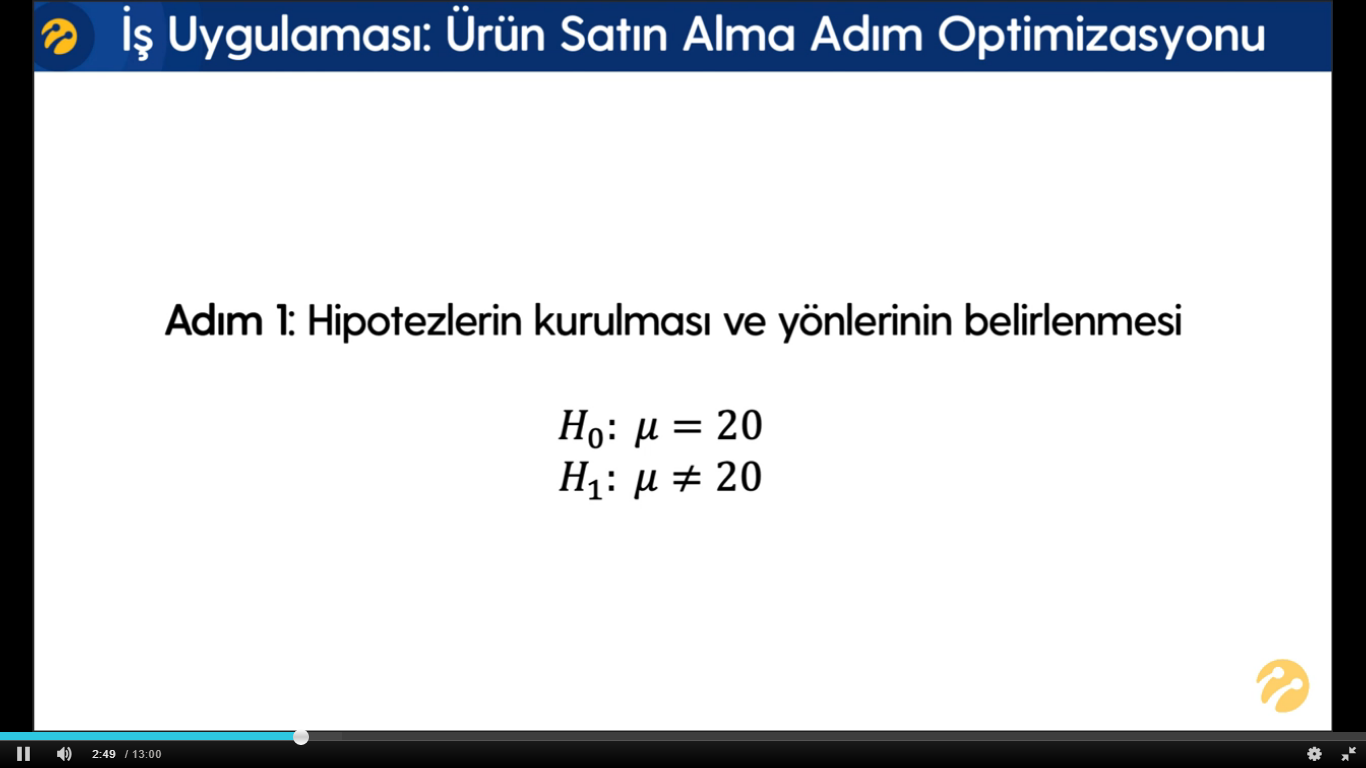 İş Uygulaması: Ürün Satın Alma Adım Optimizasyonu
Adım 1: Hipotezlerin kurulması ve yönlerinin belirlenmesi
H₀: μ = 20
H₁: μ ≠ 20
2:49 / 13:00